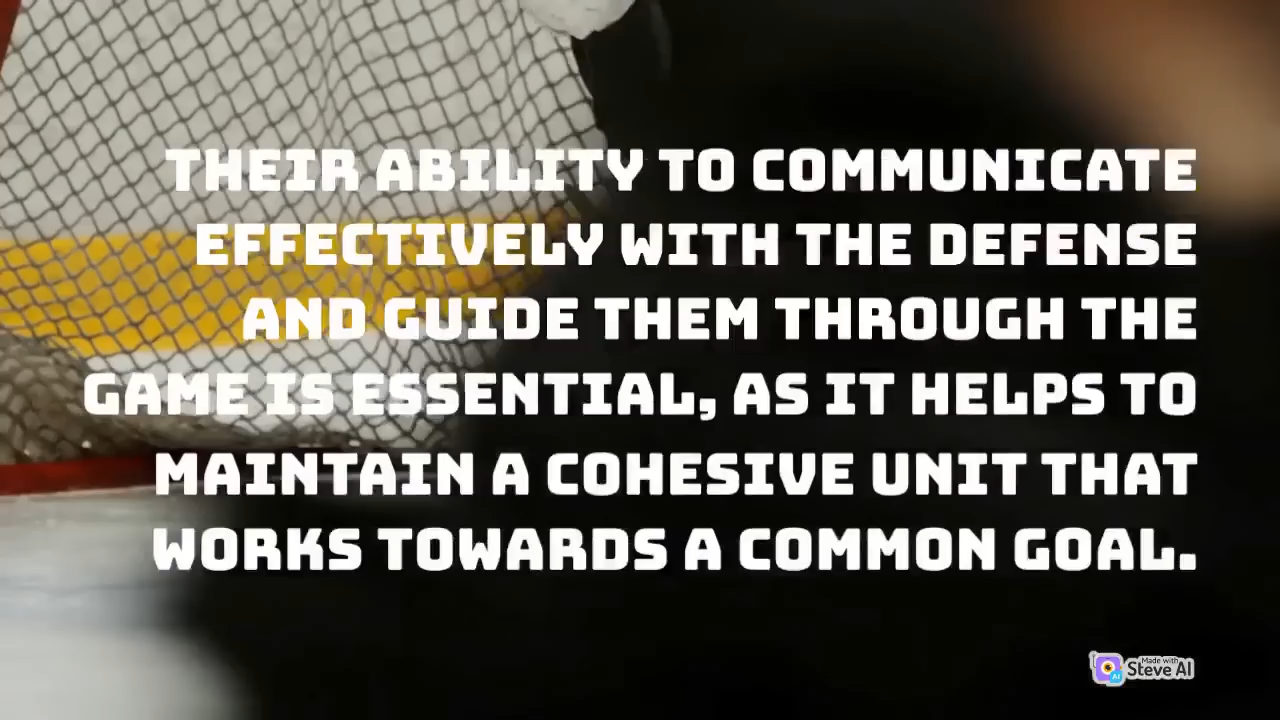 THEIR ABILITY TO COMMUNICATE
EFFECTIVELY WITH THE DEFENSE
AND GUIDE THEM THROUGH THE
GAME IS ESSENTIAL, AS IT HELPS TO
MAINTAIN A COHESIVE UNIT THAT
WORKS TOWARDS A COMMON GOAL.
Made with
AI Steve AI